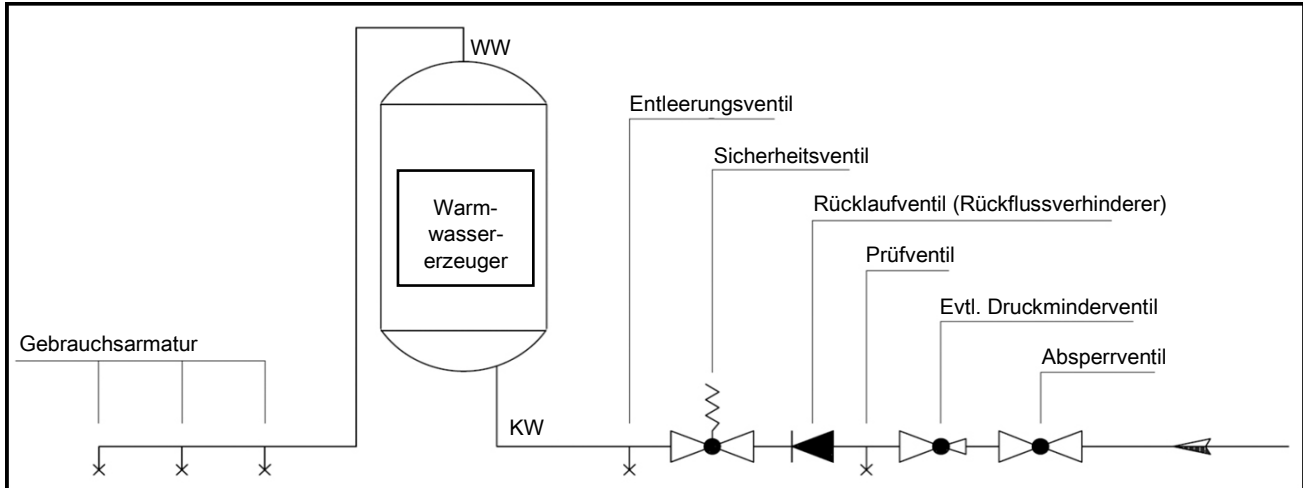 WW
Entleerungsventil
Sicherheitsventil
Warm-
wasser-
erzeuger
Rücklaufventil (Rückflussverhinderer)
Prüfventil
Evtl. Druckminderventil
Gebrauchsarmatur
Absperrventil
KW